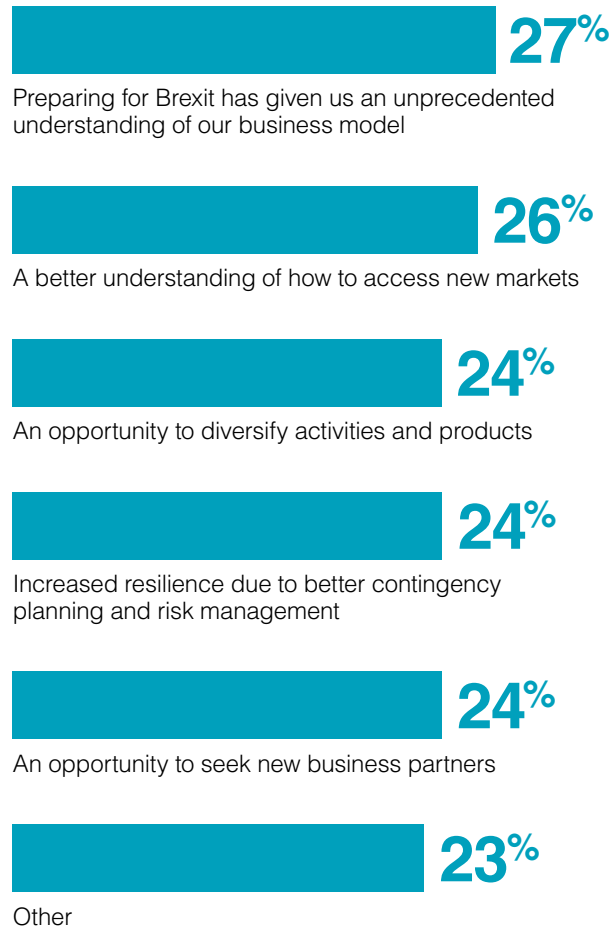 27%
Preparing for Brexit has given us an unprecedented
understanding of our business model
26%
A better understanding of how to access new markets
24%
An opportunity to diversify activities and products
24%
Increased resilience due to better contingency
planning and risk management
24%
An opportunity to seek new business partners
23%
Other